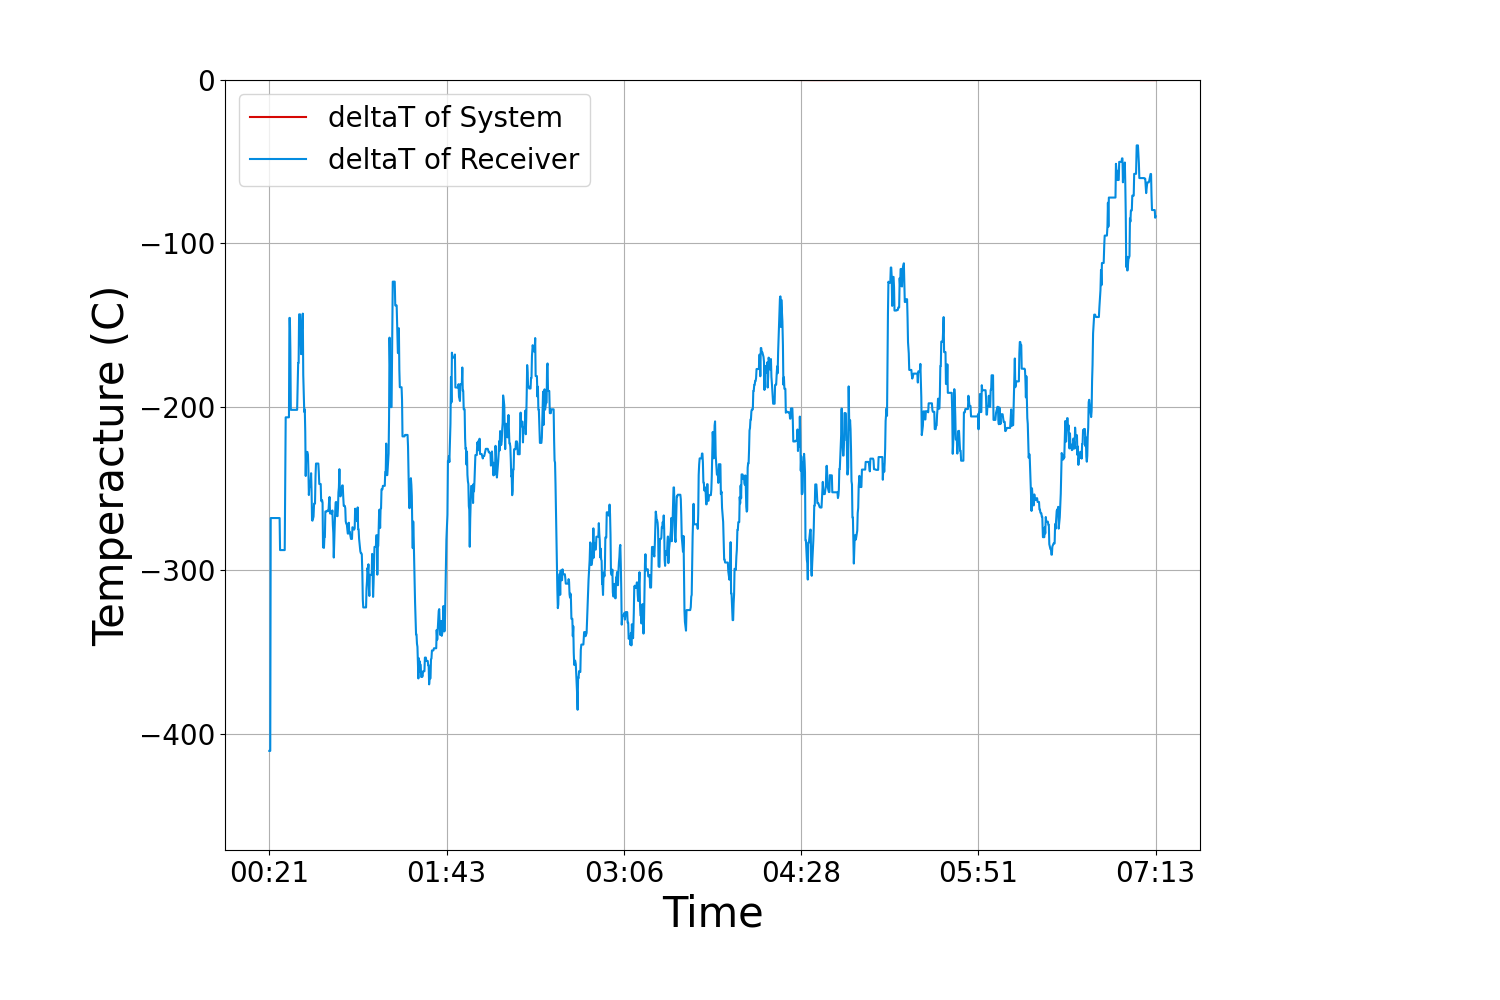 0
−100
−200
−300
−400
Temperacture (C)
deltaT of System
deltaT of Receiver
00:21 01:43 03:06 04:28 05:51 07:13
Time